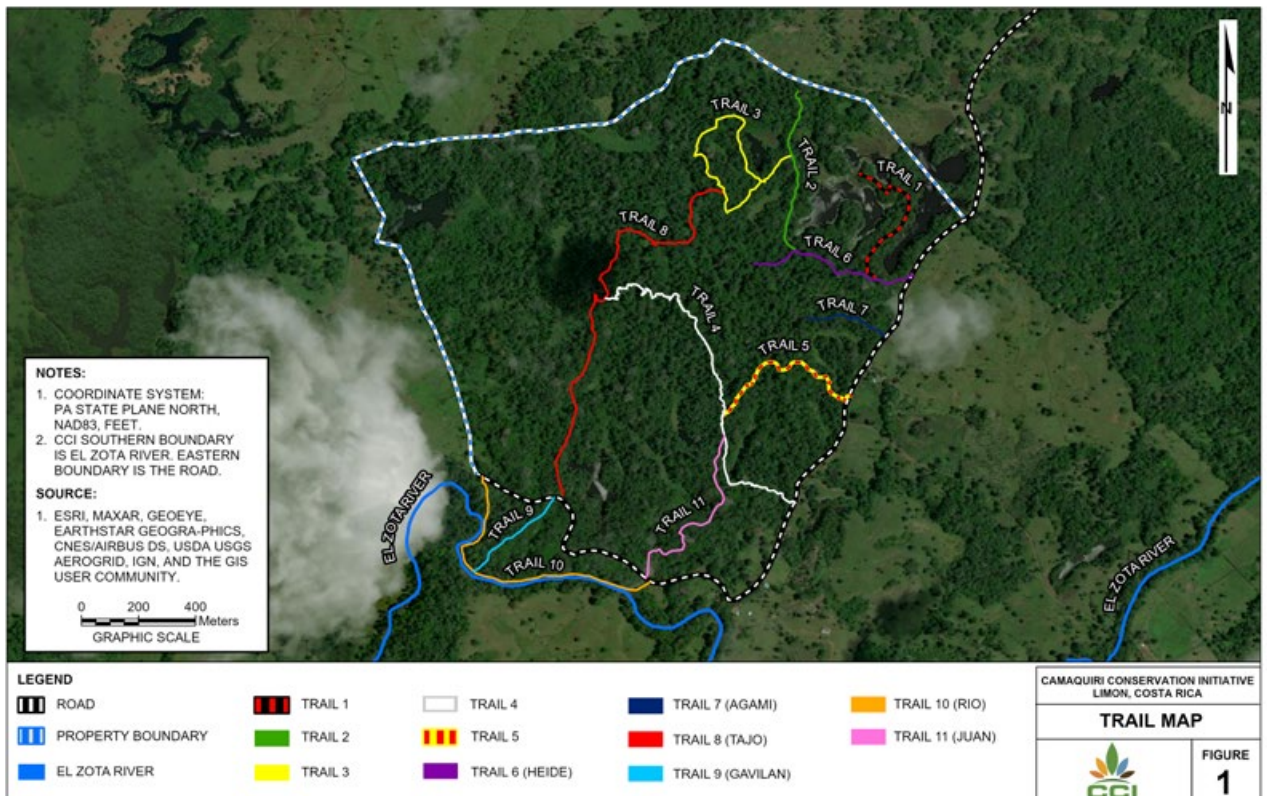 TRAIL 3
TRAIL 2
TRAIL 1
TRAIL 8
TRAIL 6
TRAIL 4
TRAIL 7
TRAIL 5
TRAIL 11
TRAIL 9
TRAIL 10
EL ZOTA RIVER
EL ZOTA RIVER
N
NOTES:
1. COORDINATE SYSTEM:
PA STATE PLANE NORTH,
NAD83, FEET.
2. CCI SOUTHERN BOUNDARY
IS EL ZOTA RIVER. EASTERN
BOUNDARY IS THE ROAD.
SOURCE:
1. ESRI, MAXAR, GEOEYE,
EARTHSTAR GEOGRA-PHICS,
CNES/AIRBUS DS, USDA USGS
AEROGRID, IGN, AND THE GIS
USER COMMUNITY.
0 200 400
Meters
GRAPHIC SCALE
LEGEND
ROAD
PROPERTY BOUNDARY
EL ZOTA RIVER
TRAIL 1
TRAIL 2
TRAIL 3
TRAIL 4
TRAIL 5
TRAIL 6 (HEIDE)
TRAIL 7 (AGAMI)
TRAIL 8 (TAJO)
TRAIL 9 (GAVILAN)
TRAIL 10 (RIO)
TRAIL 11 (JUAN)
CAMAQUIRI CONSERVATION INITIATIVE
LIMON, COSTA RICA
TRAIL MAP
CCI
FIGURE
1